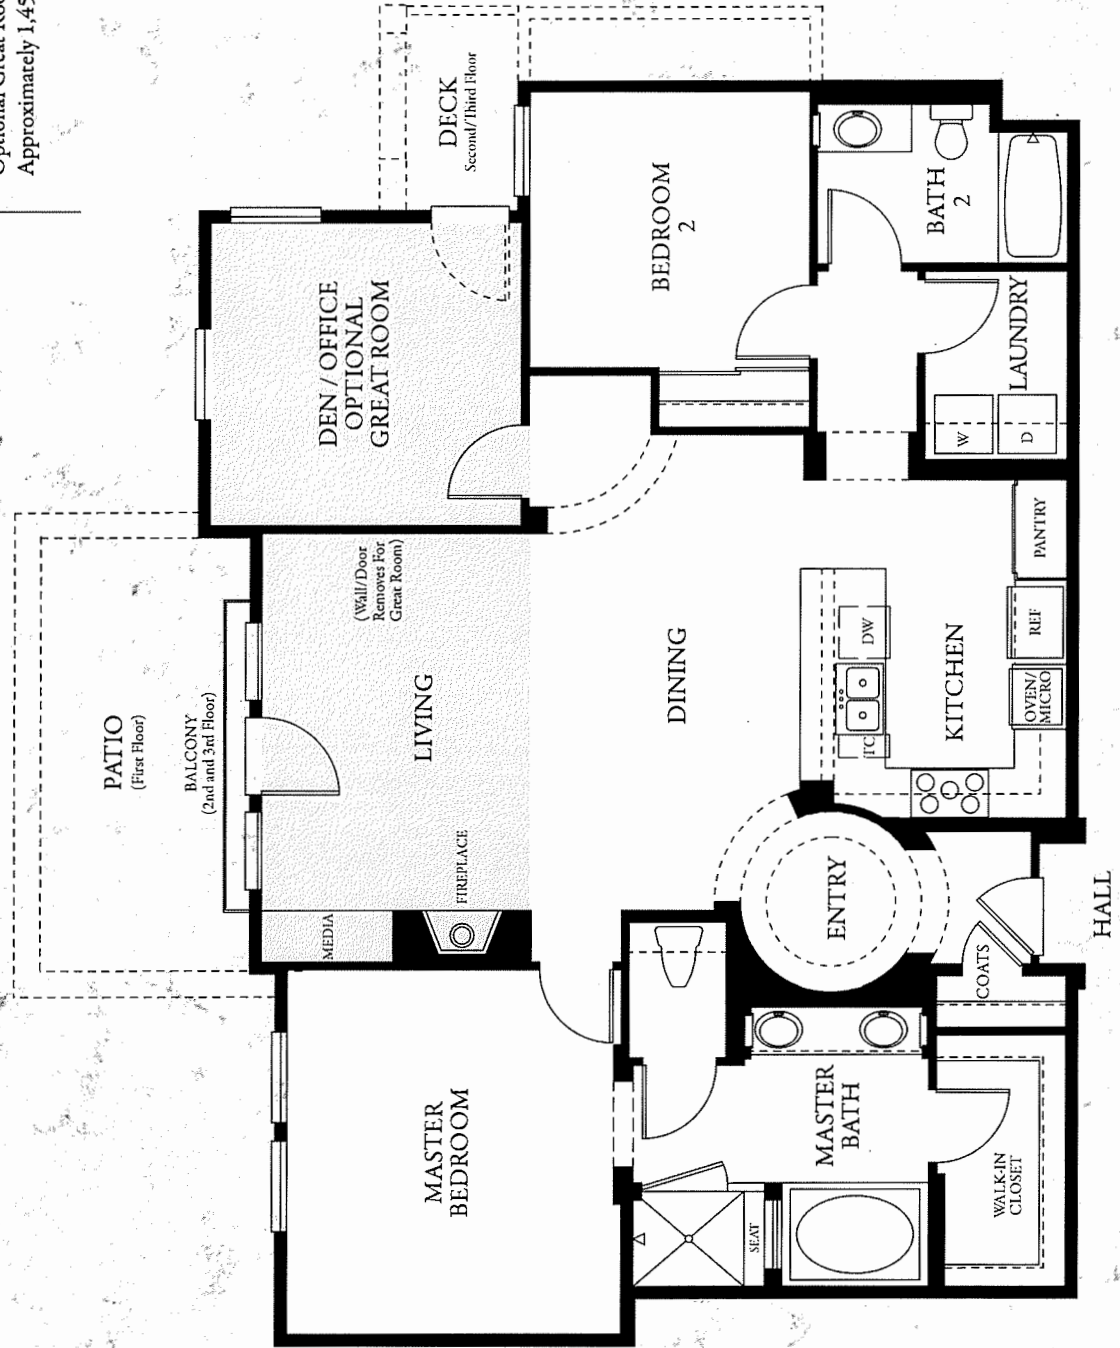 Approximately 1,45
DECK
Second/Third Floor
BEDROOM
2
BATH
2
DEN / OFFICE
OPTIONAL
GREAT ROOM
LAUNDRY
W
D
(Wall/Door
Removes For
Great Room)
PANTRY
REF
DW
OVEN/
MICRO
TC
KITCHEN
DINING
LIVING
PATIO
(First Floor)
BALCONY
(2nd and 3rd Floor)
FIREPLACE
MEDIA
ENTRY
HALL
COATS
MASTER
BEDROOM
MASTER
BATH
WALK-IN
CLOSET
SEAT